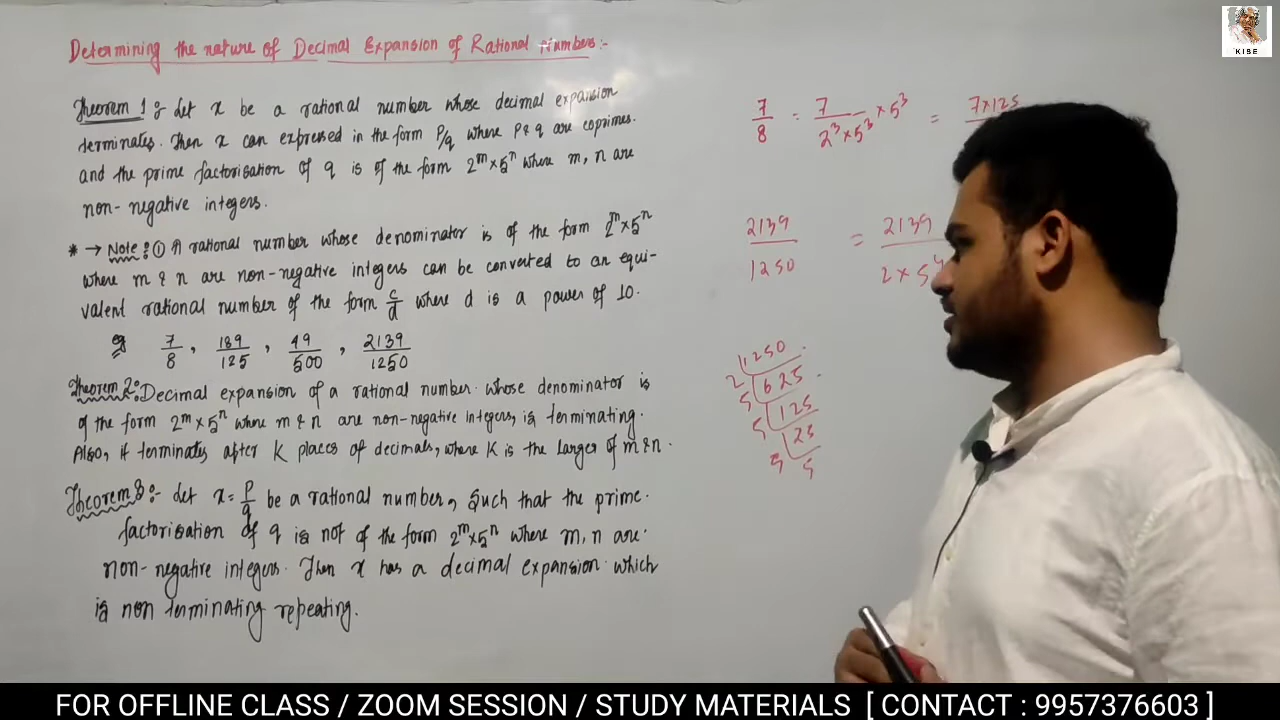 Determining the nature of Decimal Expansion of Rational Numbers:-
Theorem 1 :- Let x be a rational number whose decimal expansion
terminates. Then x can expressed in the form P/q where P & q are coprimes.
and the prime factorisation of q is of the form 2^m × 5^n where m, n are
non-negative integers.
* → Note: ① A rational number whose denominator is of the form 2^m × 5^n
where m & n are non-negative integers can be converted to an equi-
valent rational number of the form c/d where d is a power of 10.
eg 7/8 , 189/125 , 49/500 , 2139/1250
Theorem 2:- Decimal expansion of a rational number whose denominator is
of the form 2^m × 5^n where m & n are non-negative integers, is terminating.
Also, it terminates after K places of decimals, where K is the larger of m & n.
Theorem 3:- Let x = P/q be a rational number, such that the prime
factorisation of q is not of the form 2^m × 5^n where m, n are
non-negative integers. Then x has a decimal expansion which
is non terminating repeating.
7/8 = 7/2^3 × 5^3 × 5^3 = 7×125
2139/1250 = 2139/2 × 5^4
2 | 1250
5 | 625
5 | 125
5 | 25
5
KISE
FOR OFFLINE CLASS / ZOOM SESSION / STUDY MATERIALS [ CONTACT : 9957376603 ]